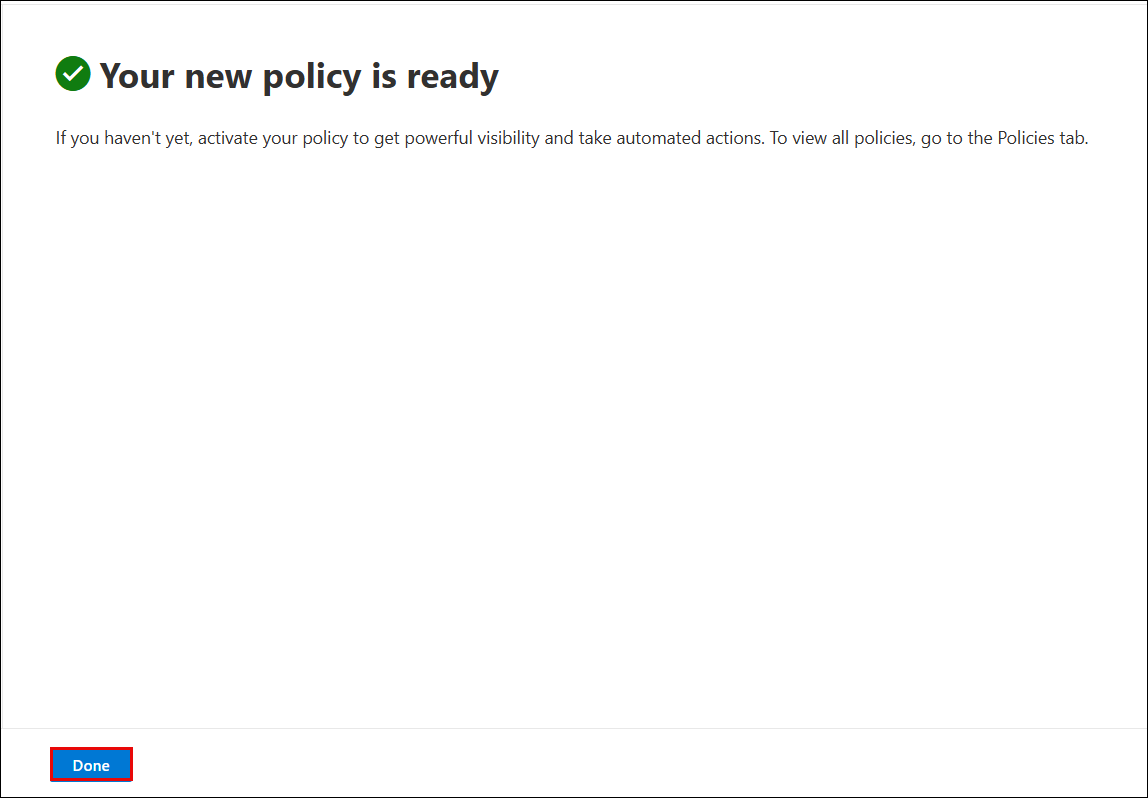 Your new policy is ready
If you haven't yet, activate your policy to get powerful visibility and take automated actions. To view all policies, go to the Policies tab.
Done